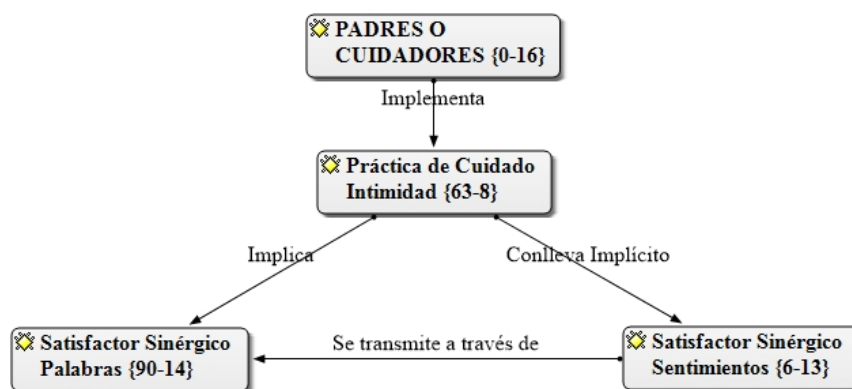 PADRES O
CUIDADORES {0-16}
Implementa
Práctica de Cuidado
Intimidad {63-8}
Implica
Conlleva Implícito
Satisfactor Sinérgico
Palabras {90-14}
Se transmite a través de
Satisfactor Sinérgico
Sentimientos {6-13}